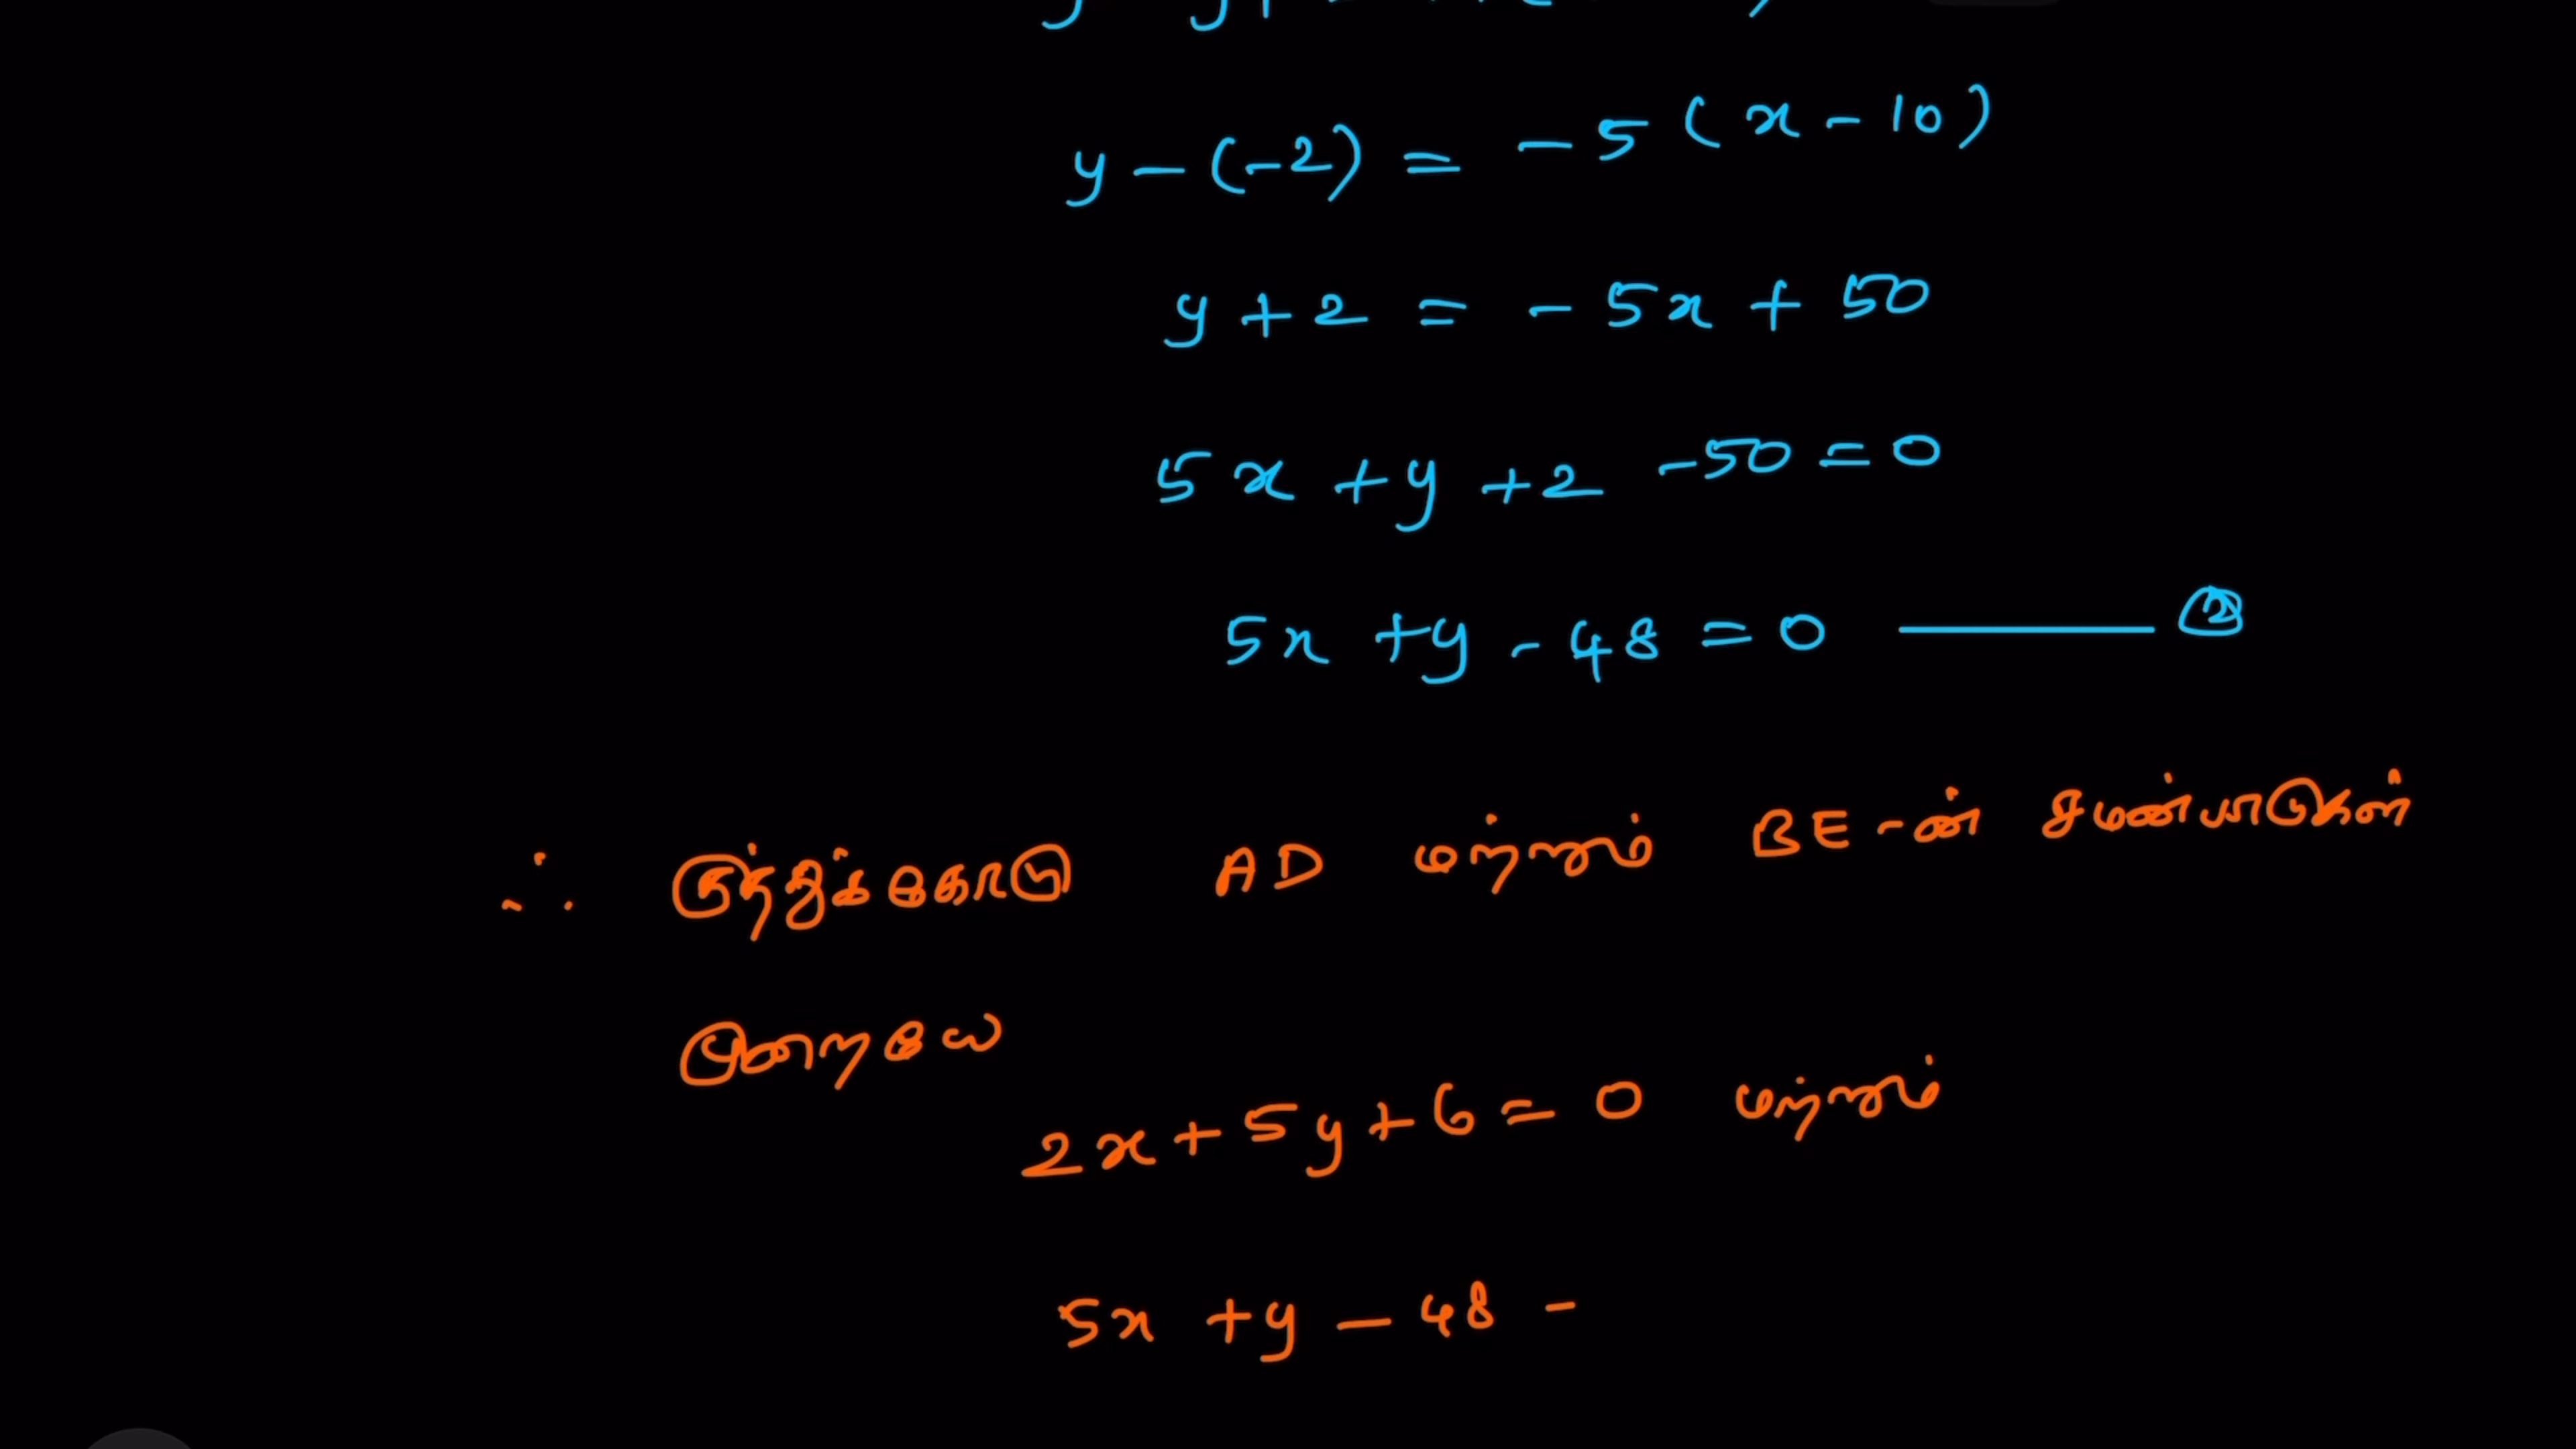 y - (-2) = -5 (x - 10)
y + 2 = - 5x + 50
5x + y + 2 - 50 = 0
5x + y - 48 = 0 ——— ②
∴ குத்துக்கோடு AD மற்றும் BE-ன் சமன்பாடுகள்
முறையே
2x + 5y + 6 = 0 மற்றும்
5x + y - 48 -